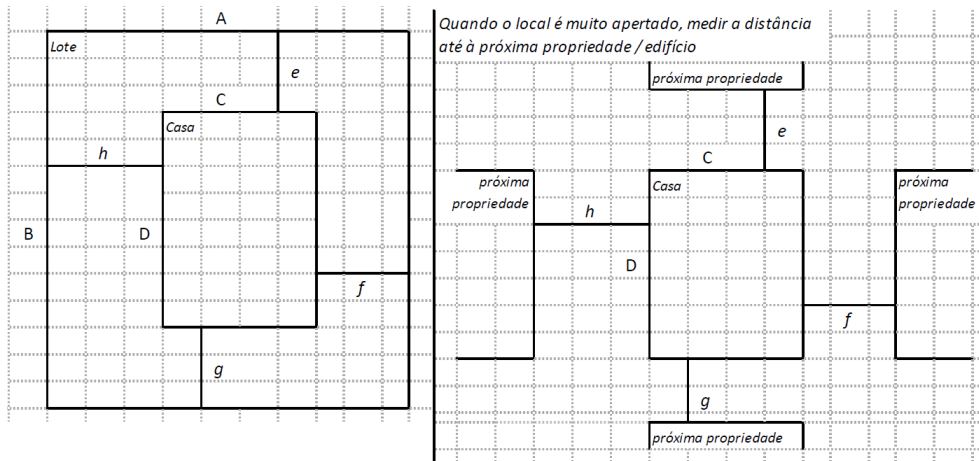 A
Lote
e
C
Casa
h
B
D
f
g
Quando o local é muito apertado, medir a distância
até à próxima propriedade / edifício
próxima propriedade
e
C
próxima
propriedade
Casa
próxima
propriedade
h
D
f
g
próxima propriedade